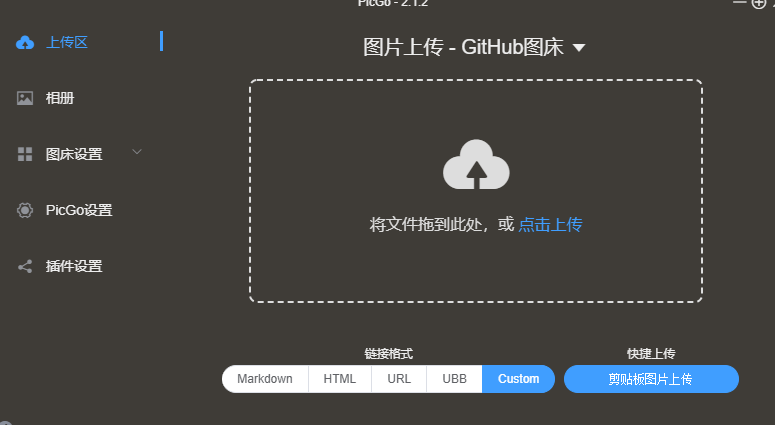 PicGo - 2.1.2
上传区
图片上传 - GitHub图床
相册
图床设置
PicGo设置
将文件拖到此处，或 点击上传
插件设置
链接格式
快捷上传
Markdown
HTML
URL
UBB
Custom
剪贴板图片上传